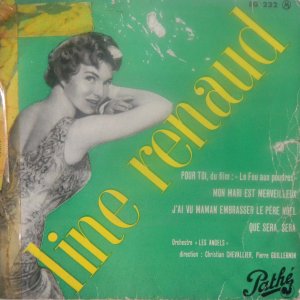 EG 232 M
line renaud
POUR TOI, du film : « Le Feu aux poudres »
MON MARI EST MERVEILLEUX
J'AI VU MAMAN EMBRASSER LE PÈRE NOËL
QUE SERA, SERA
Orchestre « LES ANGELS »
direction : Christian CHEVALLIER, Pierre GUILLERMIN
Pathé